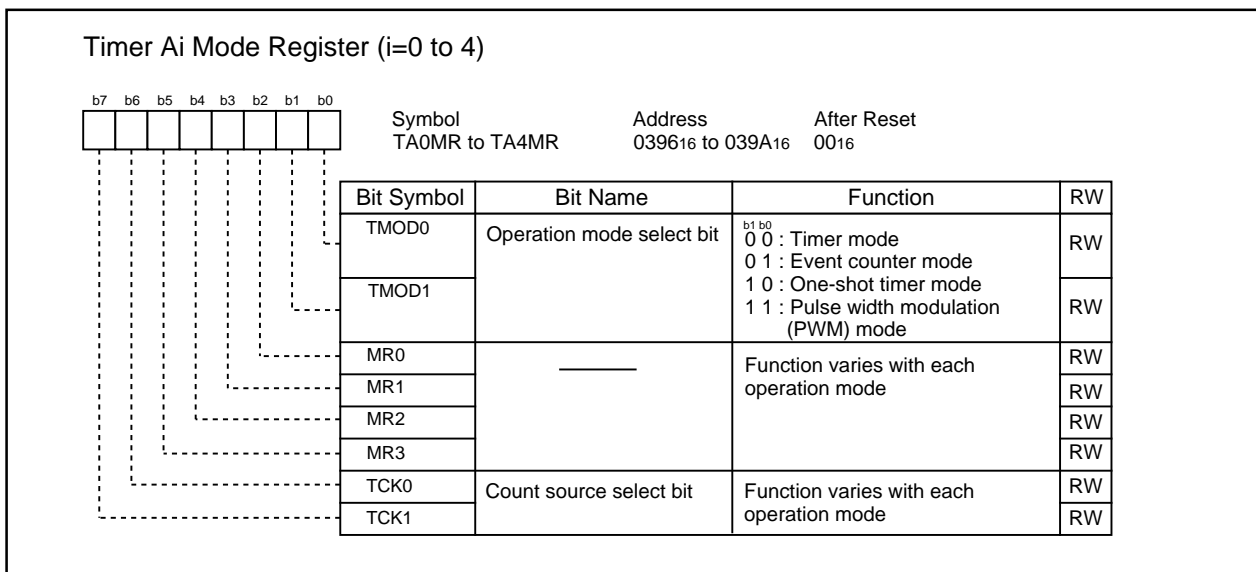 Timer Ai Mode Register (i=0 to 4)
b7 b6 b5 b4 b3 b2 b1 b0
Symbol Address After Reset
TA0MR to TA4MR 039616 to 039A16 0016
Bit Symbol Bit Name Function RW
TMOD0 Operation mode select bit b1 b0
0 0 : Timer mode RW
0 1 : Event counter mode
TMOD1 1 0 : One-shot timer mode
1 1 : Pulse width modulation RW
(PWM) mode
MR0 Function varies with each RW
MR1 operation mode RW
MR2 RW
MR3 RW
TCK0 Count source select bit Function varies with each RW
TCK1 operation mode RW